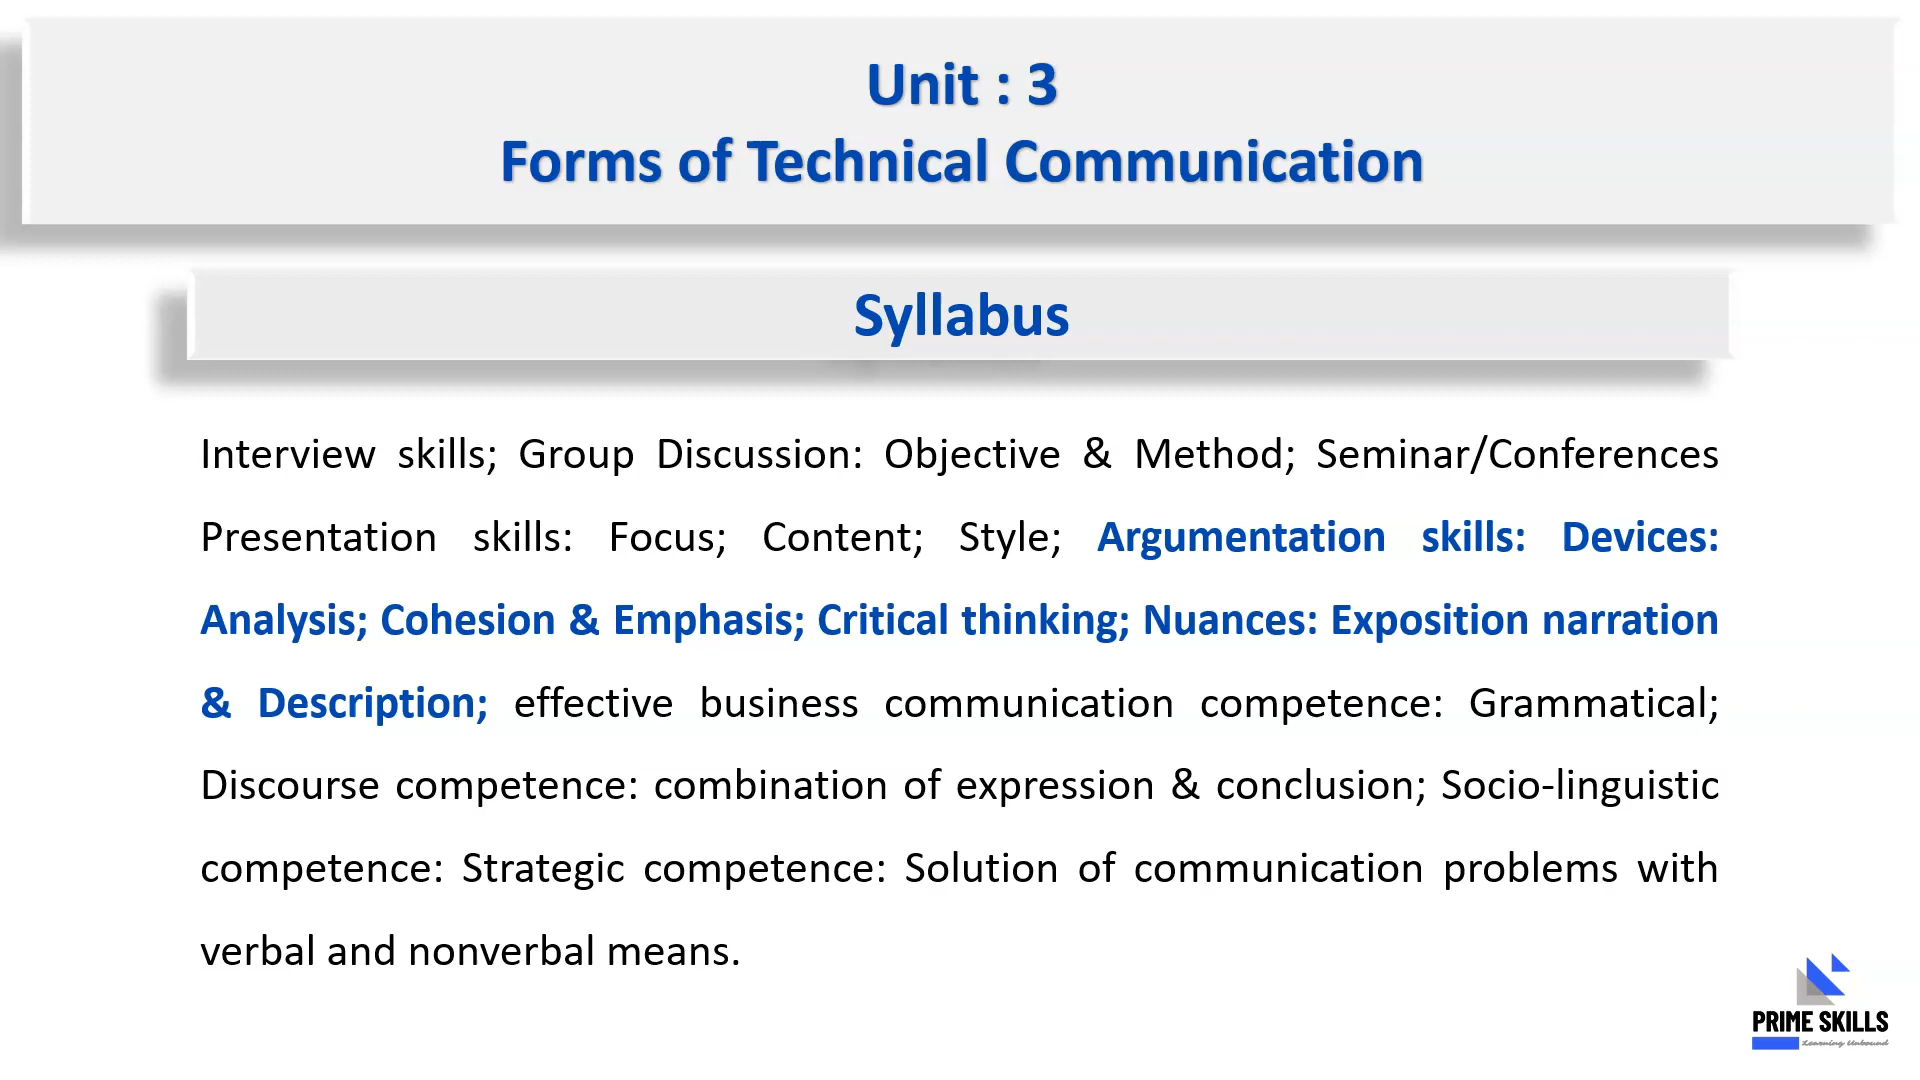 Unit : 3
Forms of Technical Communication
Syllabus
Interview skills; Group Discussion: Objective & Method; Seminar/Conferences
Presentation skills: Focus; Content; Style; Argumentation skills: Devices:
Analysis; Cohesion & Emphasis; Critical thinking; Nuances: Exposition narration
& Description; effective business communication competence: Grammatical;
Discourse competence: combination of expression & conclusion; Socio-linguistic
competence: Strategic competence: Solution of communication problems with
verbal and nonverbal means.
PRIME SKILLS
Learning Unbound